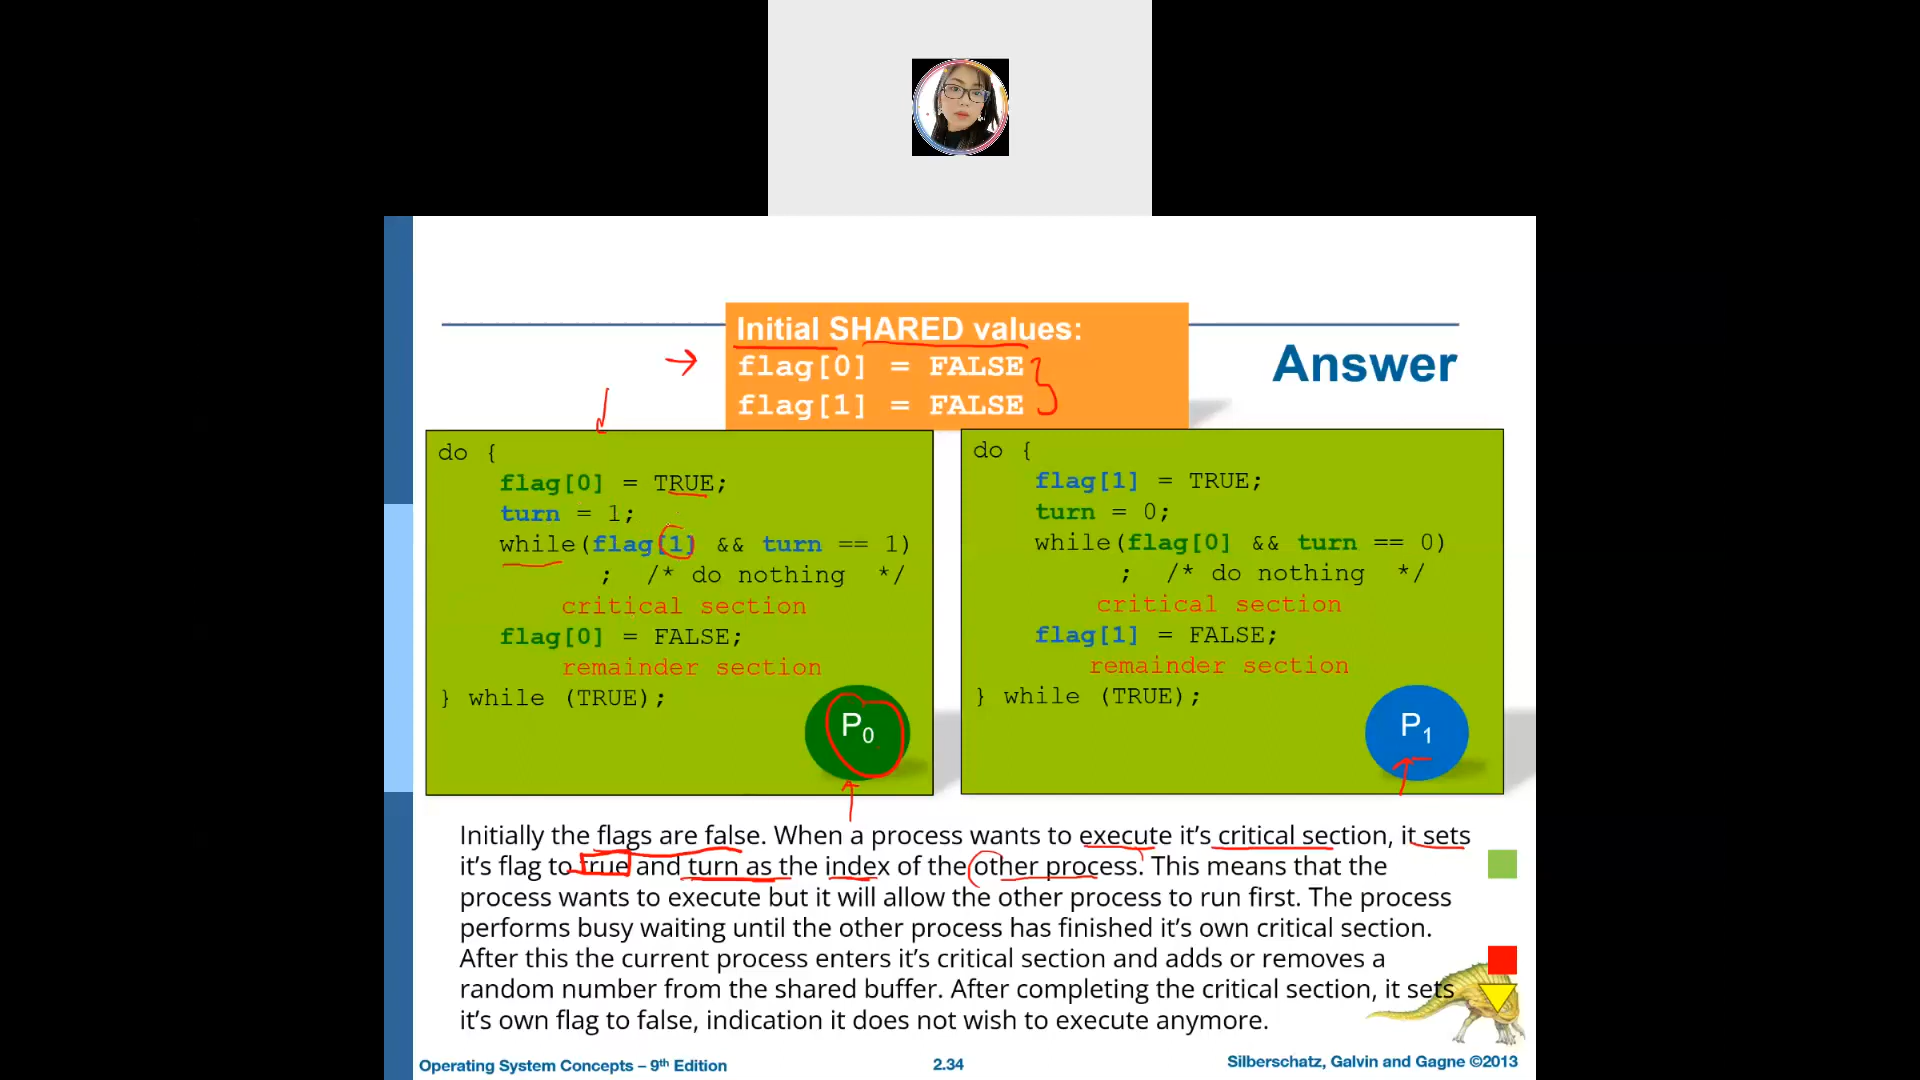 Initial SHARED values:
flag[0] = FALSE
flag[1] = FALSE
Answer
do {
flag[0] = TRUE;
turn = 1;
while(flag[1] && turn == 1)
; /* do nothing */
critical section
flag[0] = FALSE;
remainder section
} while (TRUE);
P0
do {
flag[1] = TRUE;
turn = 0;
while(flag[0] && turn == 0)
; /* do nothing */
critical section
flag[1] = FALSE;
remainder section
} while (TRUE);
P1
Initially the flags are false. When a process wants to execute it’s critical section, it sets
it’s flag to true and turn as the index of the other process. This means that the
process wants to execute but it will allow the other process to run first. The process
performs busy waiting until the other process has finished it’s own critical section.
After this the current process enters it’s critical section and adds or removes a
random number from the shared buffer. After completing the critical section, it sets
it’s own flag to false, indication it does not wish to execute anymore.
Operating System Concepts – 9th Edition
2.34
Silberschatz, Galvin and Gagne ©2013